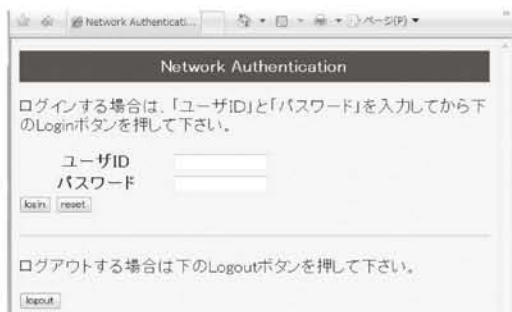 Network Authenticati... ページ(P)
Network Authentication
ログインする場合は、「ユーザID」と「パスワード」を入力してから下
のLoginボタンを押して下さい。
ユーザID
パスワード
login reset
ログアウトする場合は下のLogoutボタンを押して下さい。
logout